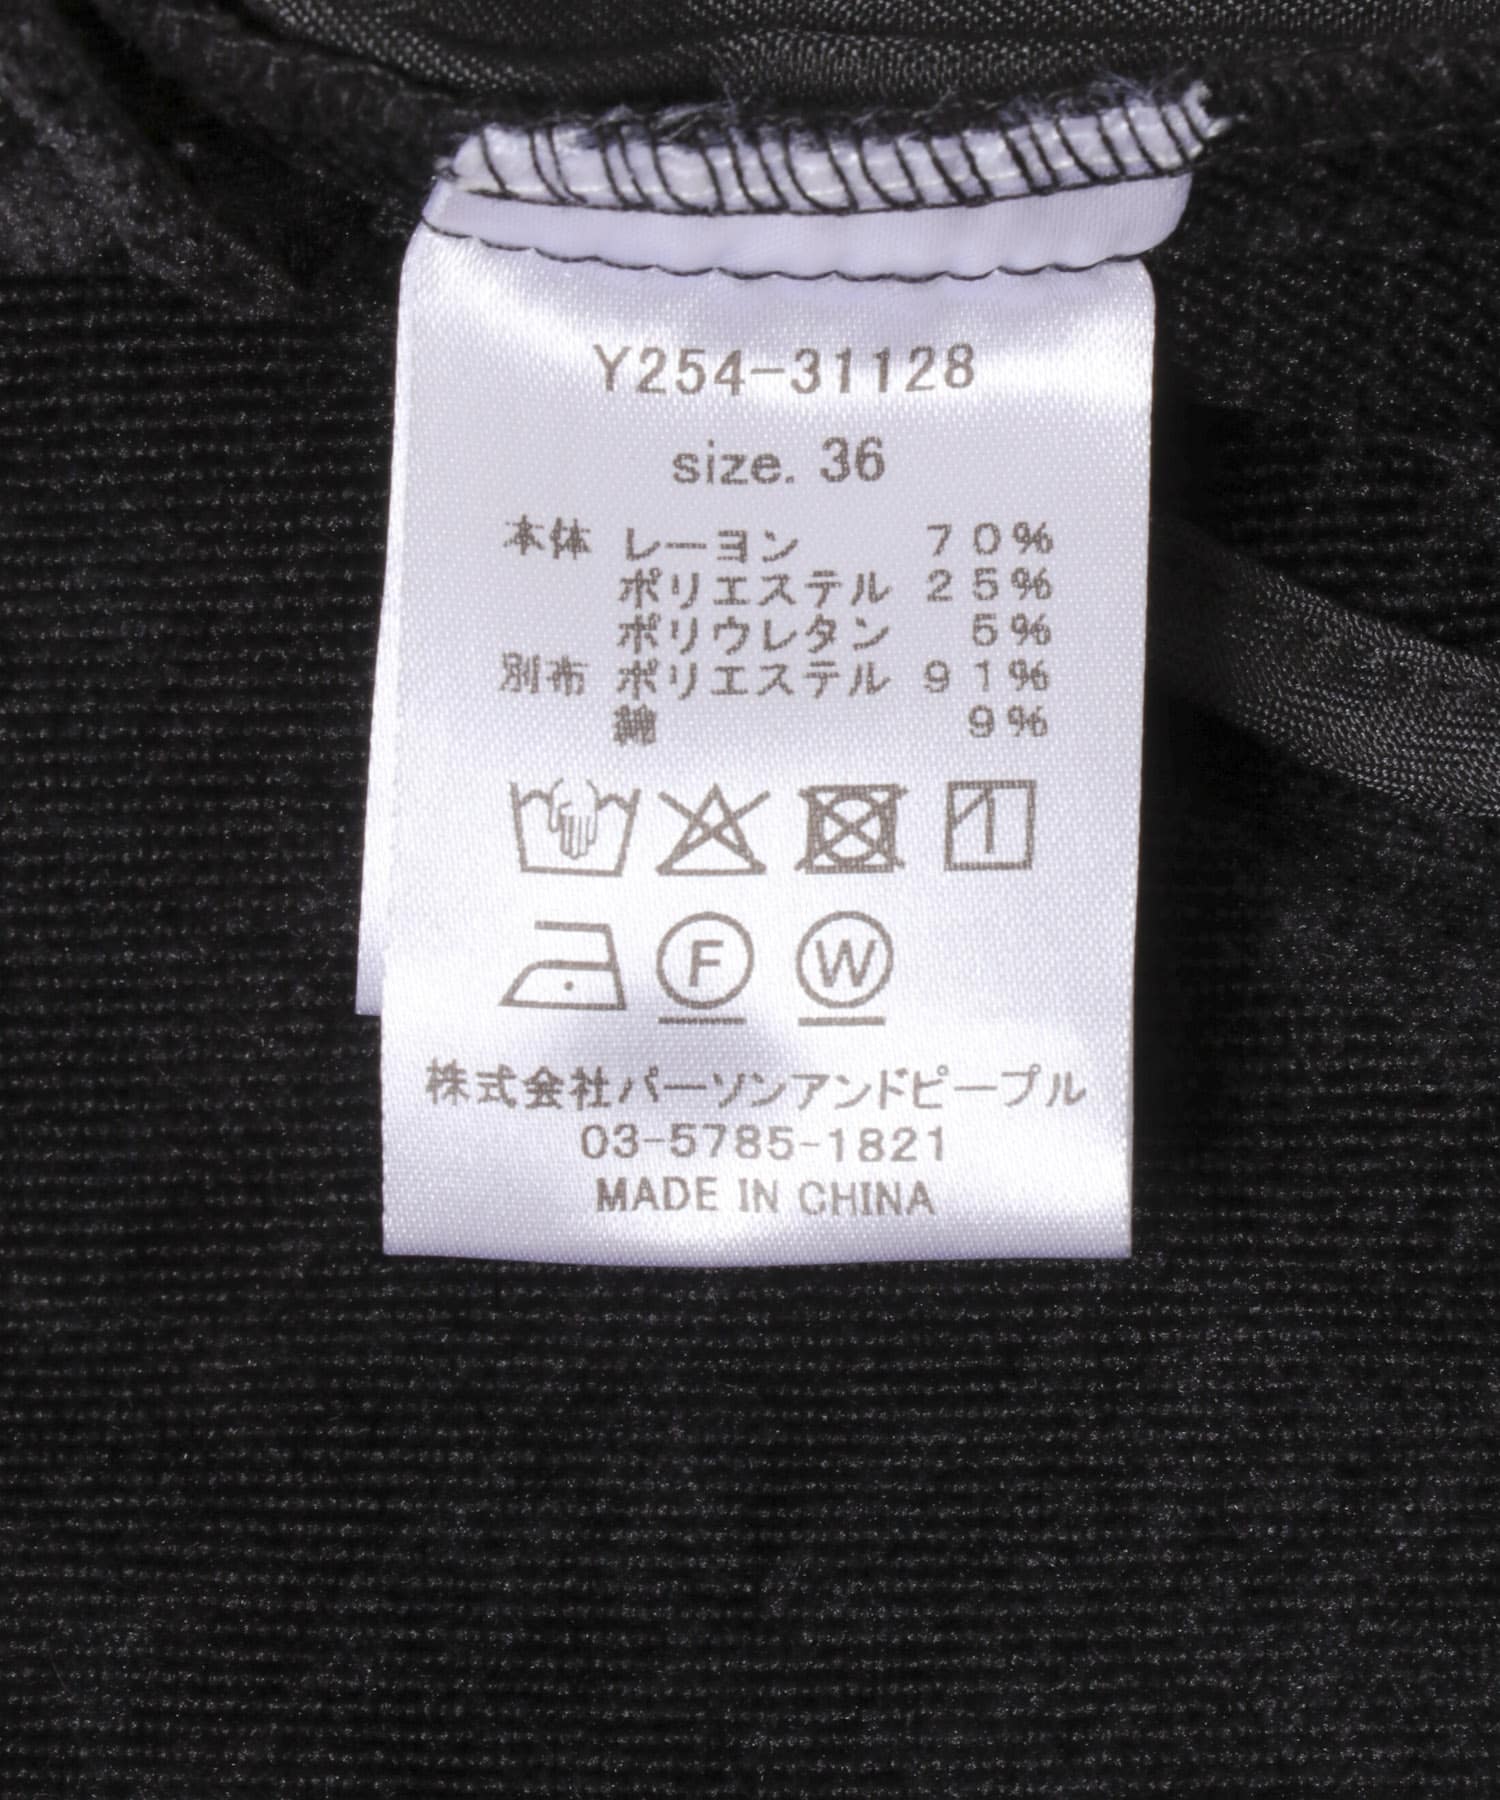 Y254-31128
size. 36
本体 レーヨン 70%
ポリエステル 25%
ポリウレタン 5%
別布 ポリエステル 91%
綿 9%
F W
株式会社パーソンアンドピープル
03-5785-1821
MADE IN CHINA